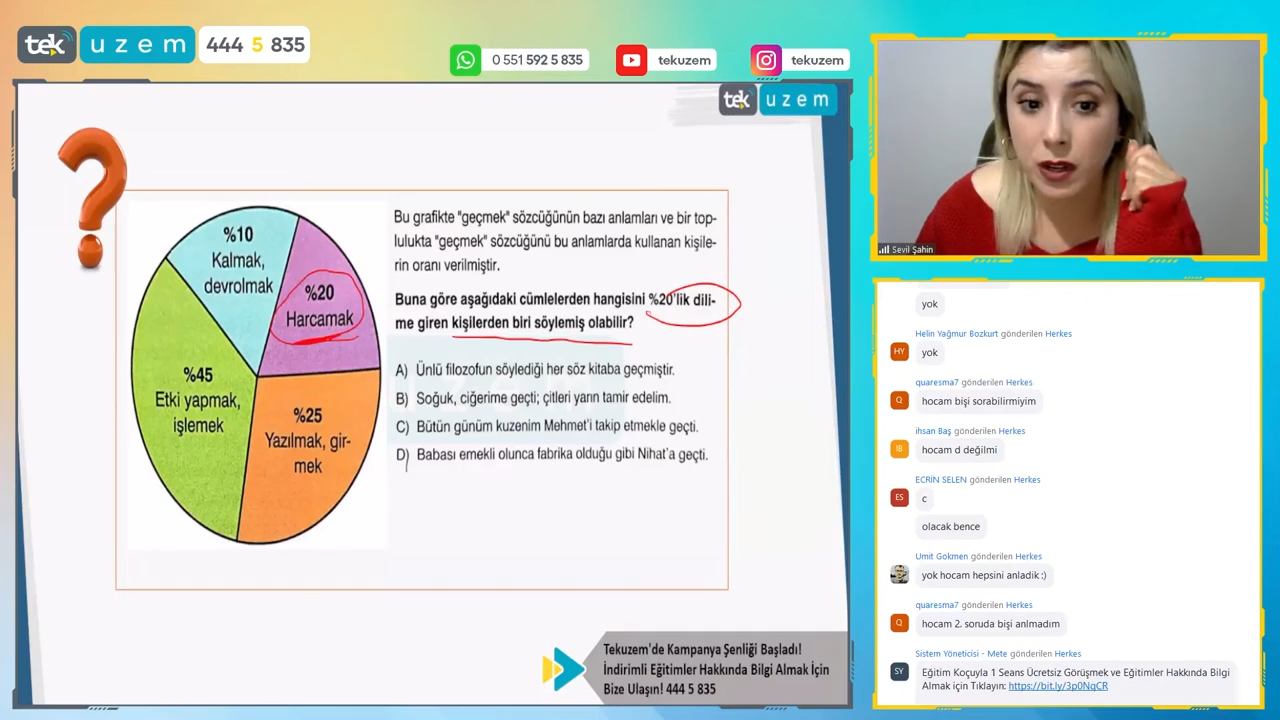 tek uzem 444 5 835
0 551 592 5 835
tekuzem
tekuzem
tek uzem
%10
Kalmak,
devrolmak
%20
Harcamak
%45
Etki yapmak,
işlemek
%25
Yazılmak, gir-
mek
Bu grafikte "geçmek" sözcüğünün bazı anlamları ve bir top-
lulukta "geçmek" sözcüğünü bu anlamlarda kullanan kişile-
rin oranı verilmiştir.
Buna göre aşağıdaki cümlelerden hangisini %20'lik dili-
me giren kişilerden biri söylemiş olabilir?
A) Ünlü filozofun söylediği her söz kitaba geçmiştir.
B) Soğuk, ciğerime geçti; çitleri yarın tamir edelim.
C) Bütün günüm kuzenim Mehmet'i takip etmekle geçti.
D) Babası emekli olunca fabrika olduğu gibi Nihat'a geçti.
Tekuzem'de Kampanya Şenliği Başladı!
İndirimli Eğitimler Hakkında Bilgi Almak İçin
Bize Ulaşın! 444 5 835
Sevil Şahin
yok
Helin Yağmur Bozkurt gönderilen Herkes
HY
yok
quaresma7 gönderilen Herkes
Q
hocam bişi sorabilirmiyim
ihsan Baş gönderilen Herkes
IB
hocam d değilmi
ECRİN SELEN gönderilen Herkes
ES
c
olacak bence
Umit Gokmen gönderilen Herkes
yok hocam hepsini anladik :)
quaresma7 gönderilen Herkes
Q
hocam 2. soruda bişi anlmadım
Sistem Yöneticisi - Mete gönderilen Herkes
SY
Eğitim Koçuyla 1 Seans Ücretsiz Görüşmek ve Eğitimler Hakkında Bilgi
Almak için Tıklayın: https://bit.ly/3p0NqCR